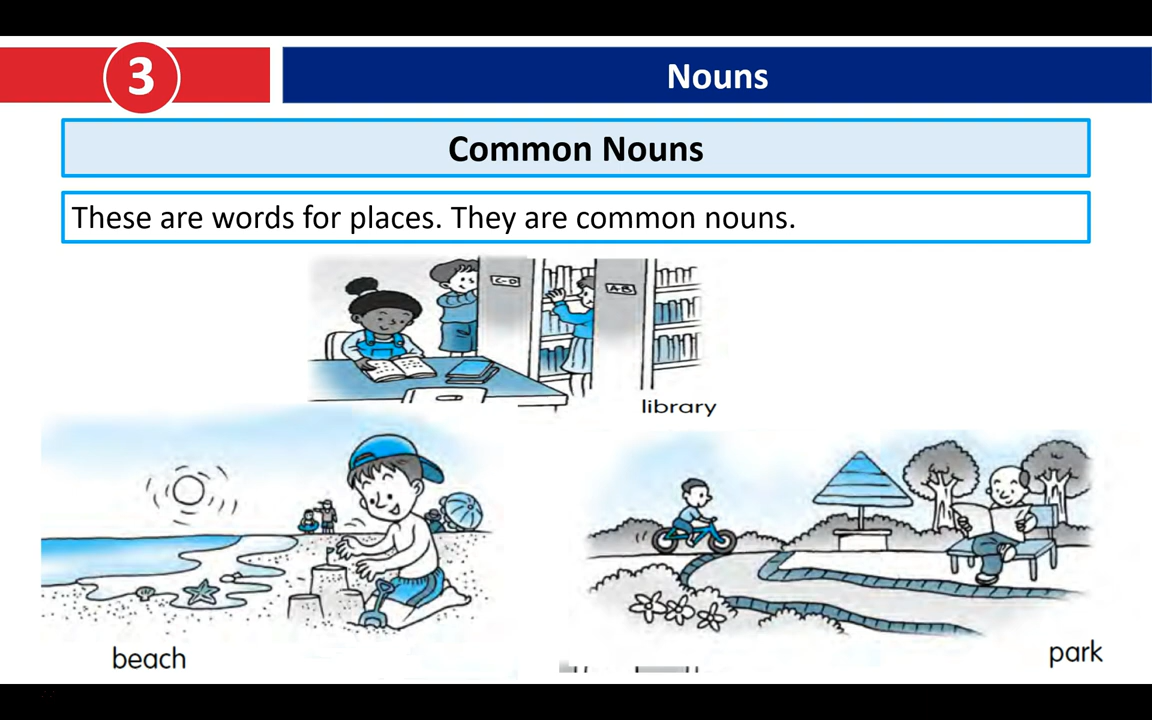 3
Nouns
Common Nouns
These are words for places. They are common nouns.
C-D
A-B
library
beach
park